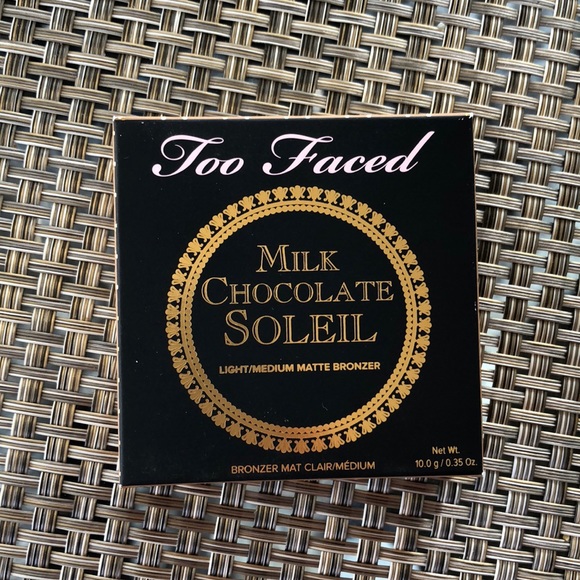 Too Faced
MILK
CHOCOLATE
SOLEIL
LIGHT/MEDIUM MATTE BRONZER
BRONZER MAT CLAIR/MÉDIUM
Net Wt.
10.0 g / 0.35 Oz.